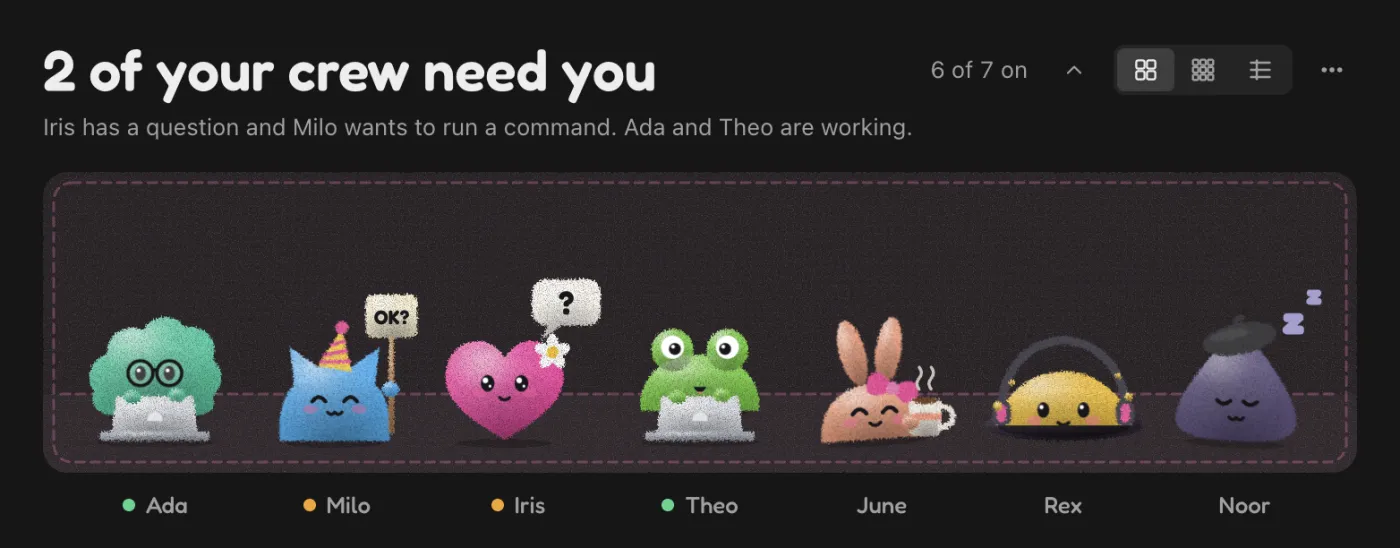 2 of your crew need you
6 of 7 on
Iris has a question and Milo wants to run a command. Ada and Theo are working.
OK?
?
Z
Z
Ada
Milo
Iris
Theo
June
Rex
Noor